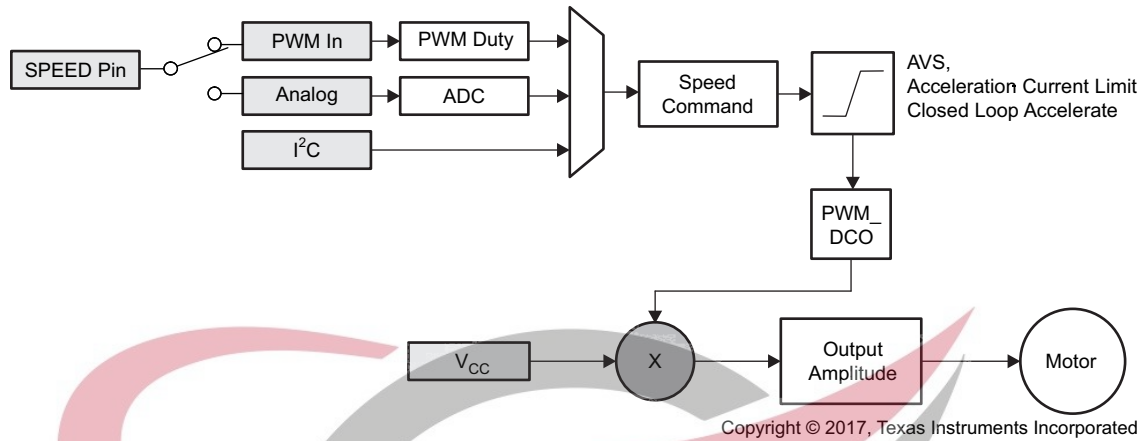 SPEED Pin
PWM In
PWM Duty
Analog
ADC
I²C
Speed
Command
AVS,
Acceleration Current Limit
Closed Loop Accelerate
PWM_
DCO
V_CC
X
Output
Amplitude
Motor
Copyright © 2017, Texas Instruments Incorporated